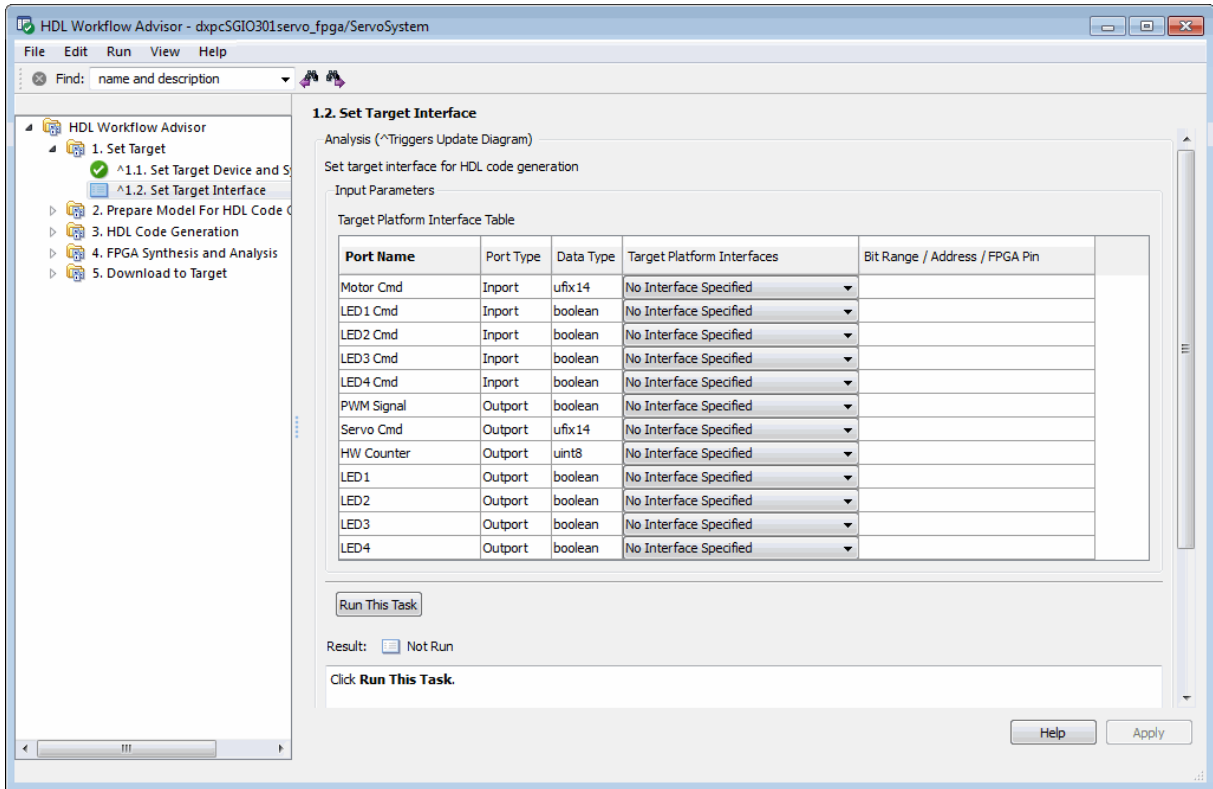 HDL Workflow Advisor - dxpcSGIO301servo_fpga/ServoSystem
File Edit Run View Help
Find: name and description
HDL Workflow Advisor
1. Set Target
^1.1. Set Target Device and Sy
^1.2. Set Target Interface
2. Prepare Model For HDL Code G
3. HDL Code Generation
4. FPGA Synthesis and Analysis
5. Download to Target
1.2. Set Target Interface
Analysis (^Triggers Update Diagram)
Set target interface for HDL code generation
Input Parameters
Target Platform Interface Table
Port Name Port Type Data Type Target Platform Interfaces Bit Range / Address / FPGA Pin
Motor Cmd Inport ufix14 No Interface Specified
LED1 Cmd Inport boolean No Interface Specified
LED2 Cmd Inport boolean No Interface Specified
LED3 Cmd Inport boolean No Interface Specified
LED4 Cmd Inport boolean No Interface Specified
PWM Signal Outport boolean No Interface Specified
Servo Cmd Outport ufix14 No Interface Specified
HW Counter Outport uint8 No Interface Specified
LED1 Outport boolean No Interface Specified
LED2 Outport boolean No Interface Specified
LED3 Outport boolean No Interface Specified
LED4 Outport boolean No Interface Specified
Run This Task
Result: Not Run
Click Run This Task.
Help Apply